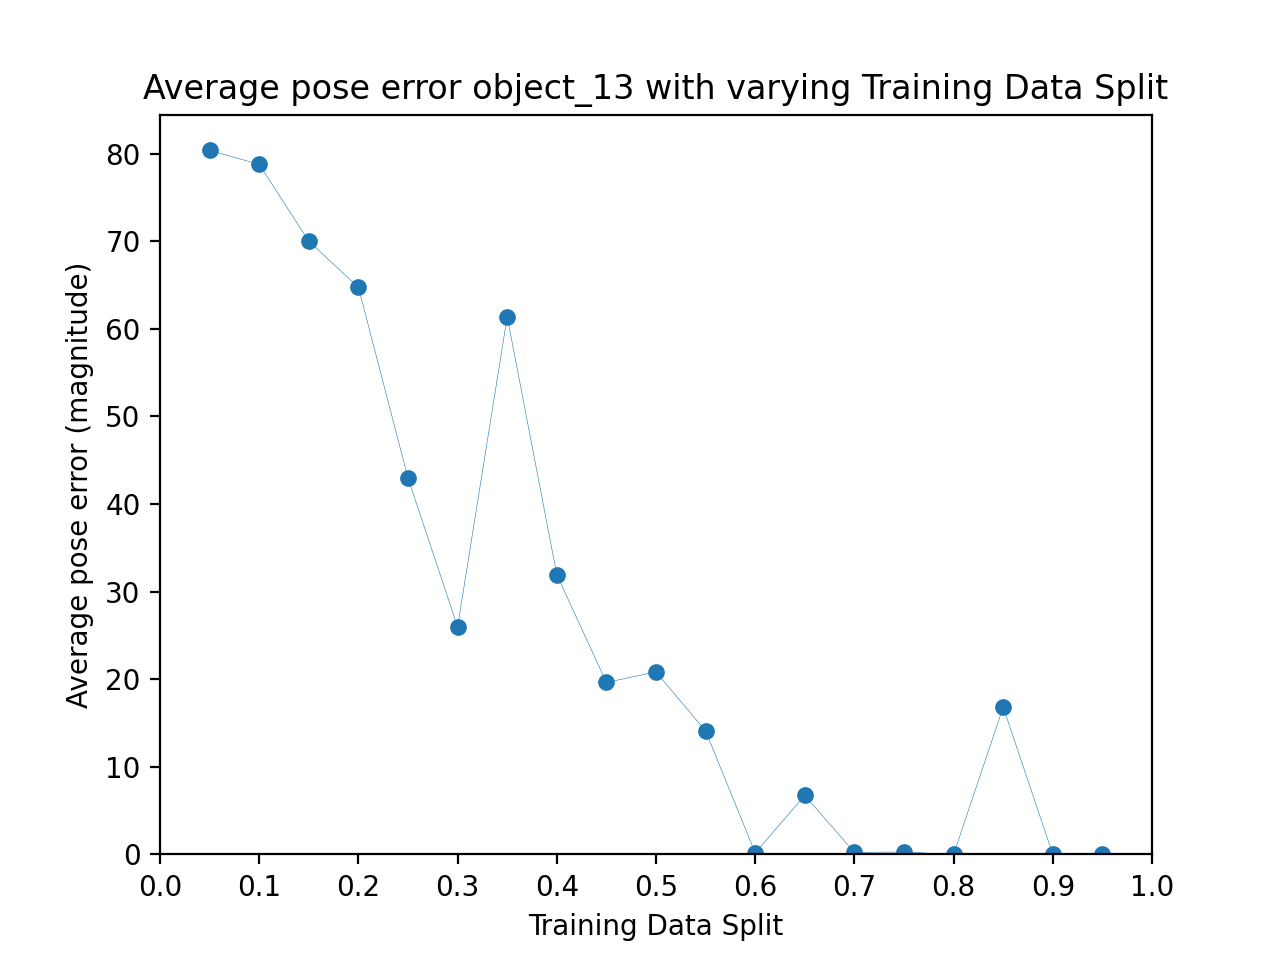 Average pose error object_13 with varying Training Data Split
Average pose error (magnitude)
80
70
60
50
40
30
20
10
0
0.0 0.1 0.2 0.3 0.4 0.5 0.6 0.7 0.8 0.9 1.0
Training Data Split